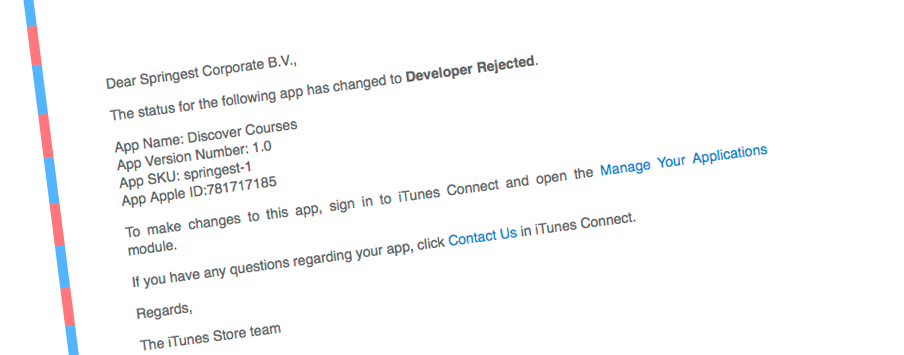 Dear Springest Corporate B.V.,
The status for the following app has changed to Developer Rejected.
App Name: Discover Courses
App Version Number: 1.0
App SKU: springest-1
App Apple ID:781717185
To make changes to this app, sign in to iTunes Connect and open the Manage Your Applications
module.
If you have any questions regarding your app, click Contact Us in iTunes Connect.
Regards,
The iTunes Store team